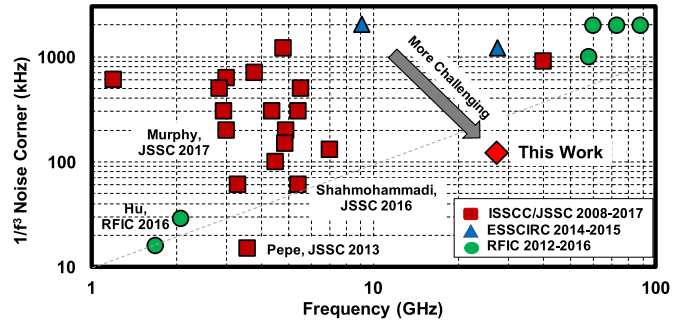 1/f³ Noise Corner (kHz)
1000
100
10
More Challenging
Murphy,
JSSC 2017
This Work
Shahmohammadi,
JSSC 2016
Hu,
RFIC 2016
Pepe, JSSC 2013
ISSCC/JSSC 2008-2017
ESSCIRC 2014-2015
RFIC 2012-2016
1
10
100
Frequency (GHz)